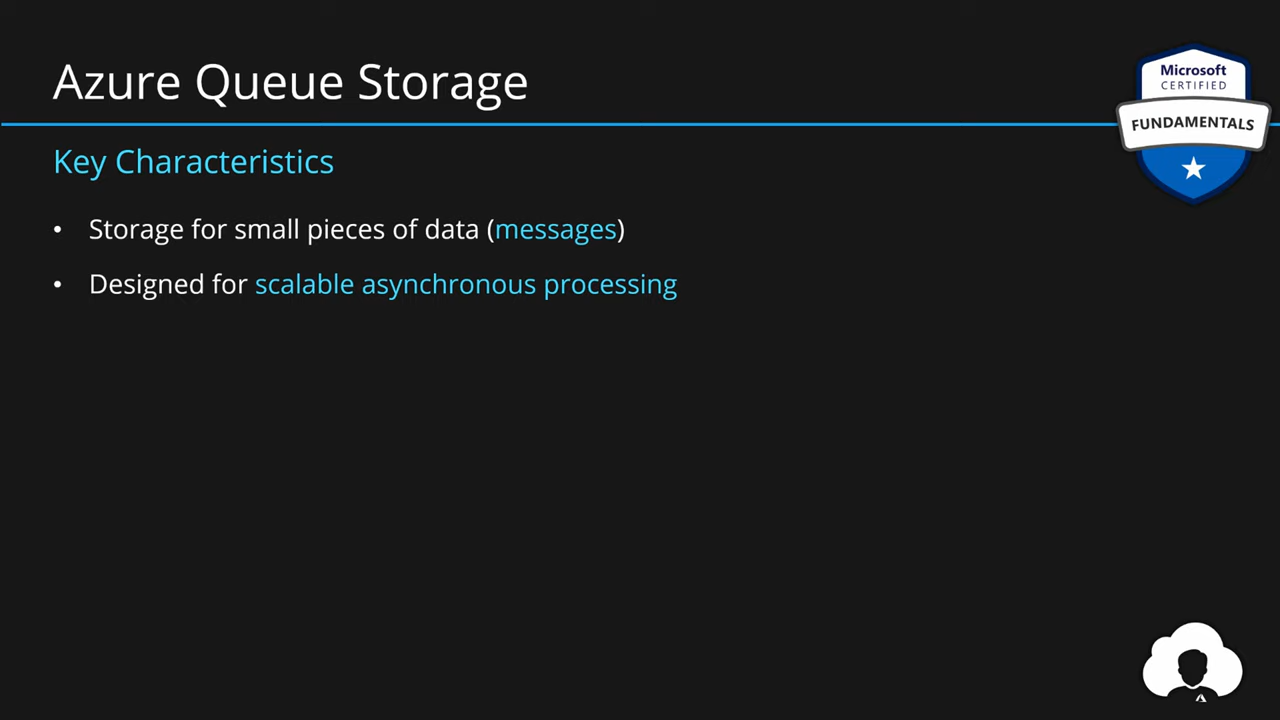 Azure Queue Storage
Microsoft
CERTIFIED
FUNDAMENTALS
Key Characteristics
• Storage for small pieces of data (messages)
• Designed for scalable asynchronous processing